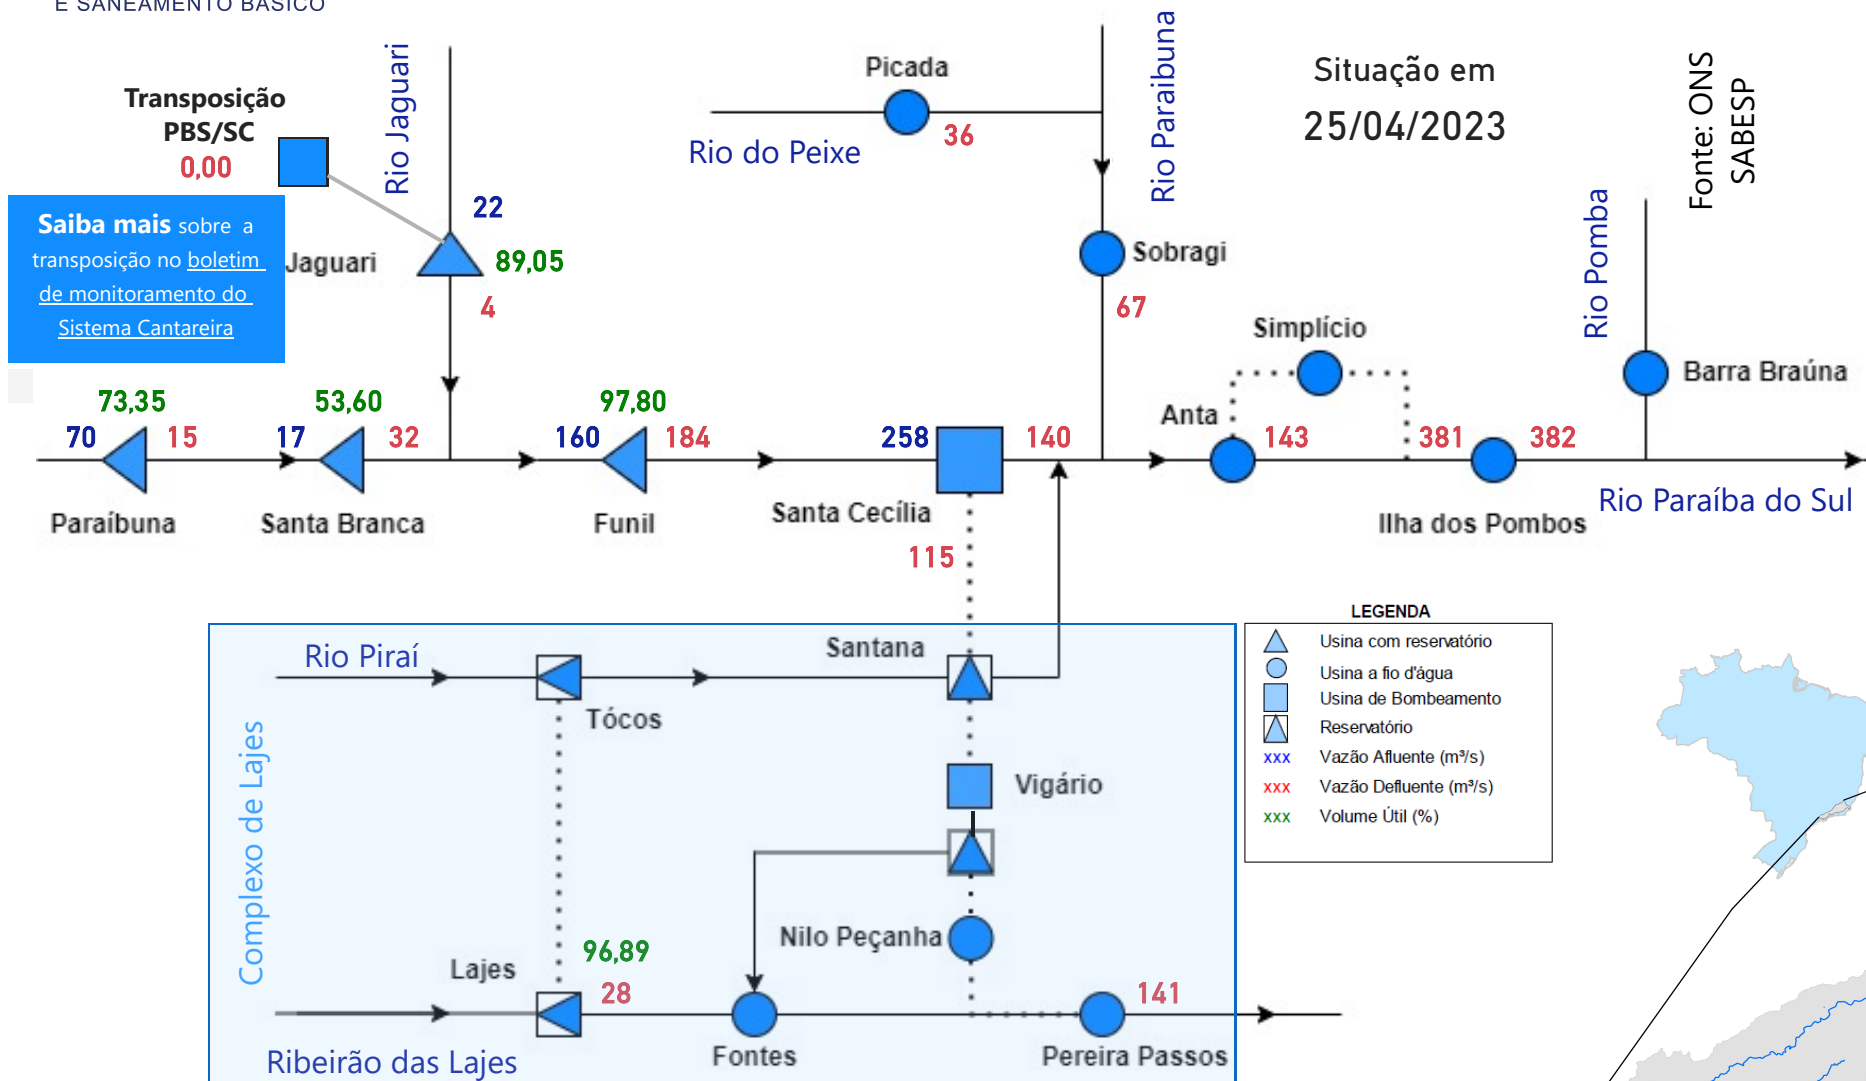 E SANEAMENTO BÁSICO
Situação em
25/04/2023
Fonte: ONS
SABESP
Transposição
PBS/SC
0,00
Rio Jaguari
Picada
36
Rio do Peixe
Rio Paraibuna
Saiba mais sobre a
transposição no boletim
de monitoramento do
Sistema Cantareira
22
Jaguari
89,05
4
Sobragi
67
Rio Pomba
Simplício
Barra Braúna
73,35
70
15
Paraíbuna
53,60
17
32
Santa Branca
97,80
160
184
Funil
258
140
Santa Cecília
115
Anta
143
381
382
Ilha dos Pombos
Rio Paraíba do Sul
Complexo de Lajes
Rio Piraí
Tócos
Santana
Vigário
Nilo Peçanha
Lajes
96,89
28
Fontes
141
Pereira Passos
Ribeirão das Lajes
LEGENDA
Usina com reservatório
Usina a fio d'água
Usina de Bombeamento
Reservatório
xxx Vazão Afluente (m³/s)
xxx Vazão Defluente (m³/s)
xxx Volume Útil (%)